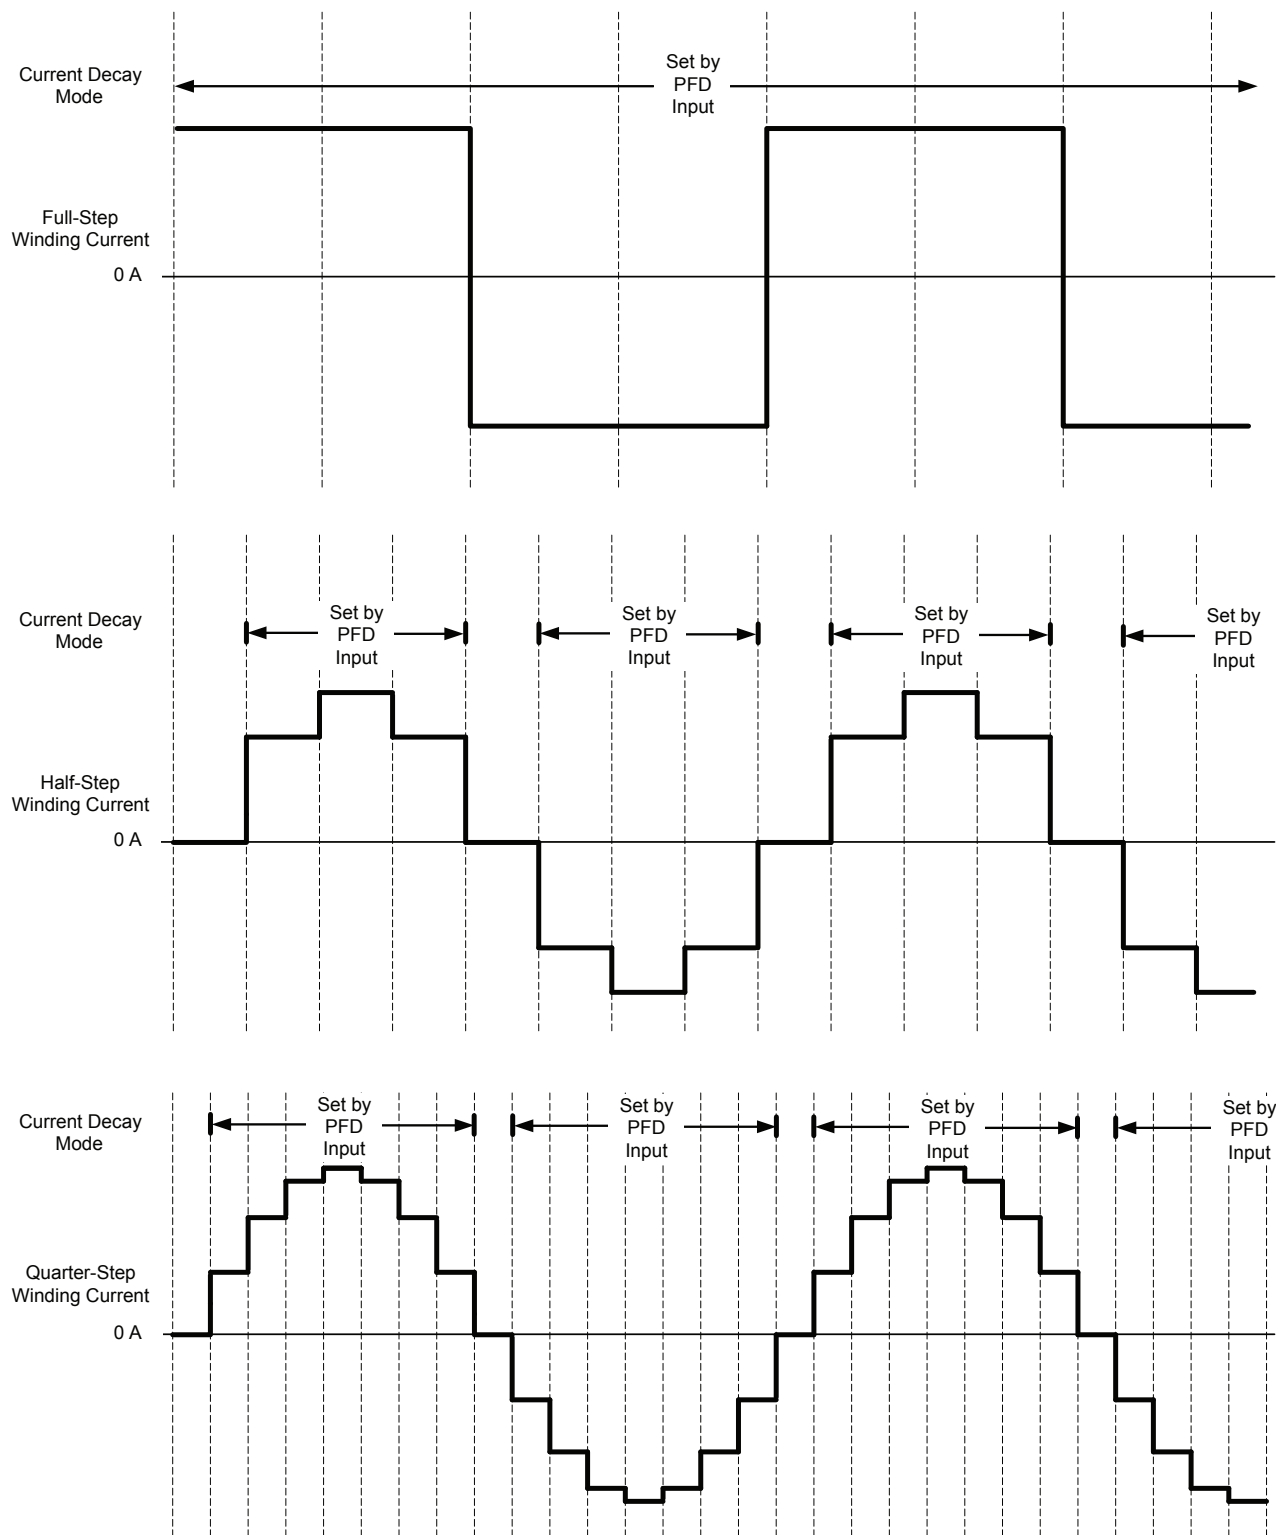 Current Decay
Mode
Set by
PFD
Input
Full-Step
Winding Current
0 A
Current Decay
Mode
Set by
PFD
Input
Set by
PFD
Input
Set by
PFD
Input
Set by
PFD
Input
Half-Step
Winding Current
0 A
Current Decay
Mode
Set by
PFD
Input
Set by
PFD
Input
Set by
PFD
Input
Set by
PFD
Input
Quarter-Step
Winding Current
0 A